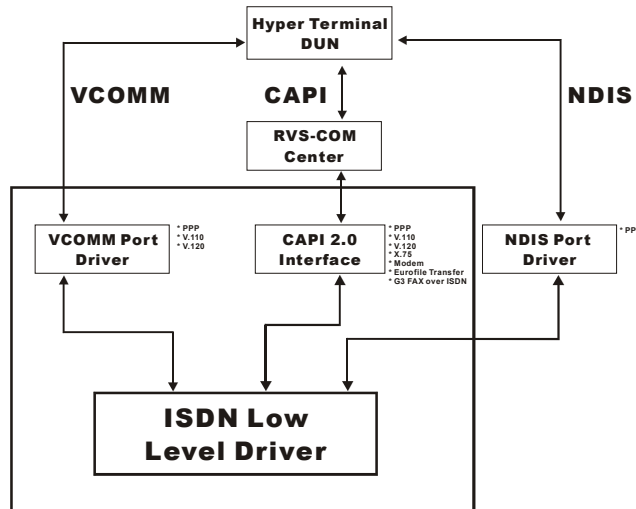 Hyper Terminal
DUN
VCOMM
CAPI
NDIS
RVS-COM
Center
VCOMM Port
Driver
* PPP
* V.110
* V.120
CAPI 2.0
Interface
* PPP
* V.110
* V.120
* X.75
* Modem
* Eurofile Transfer
* G3 FAX over ISDN
NDIS Port
Driver
* PP
ISDN Low
Level Driver